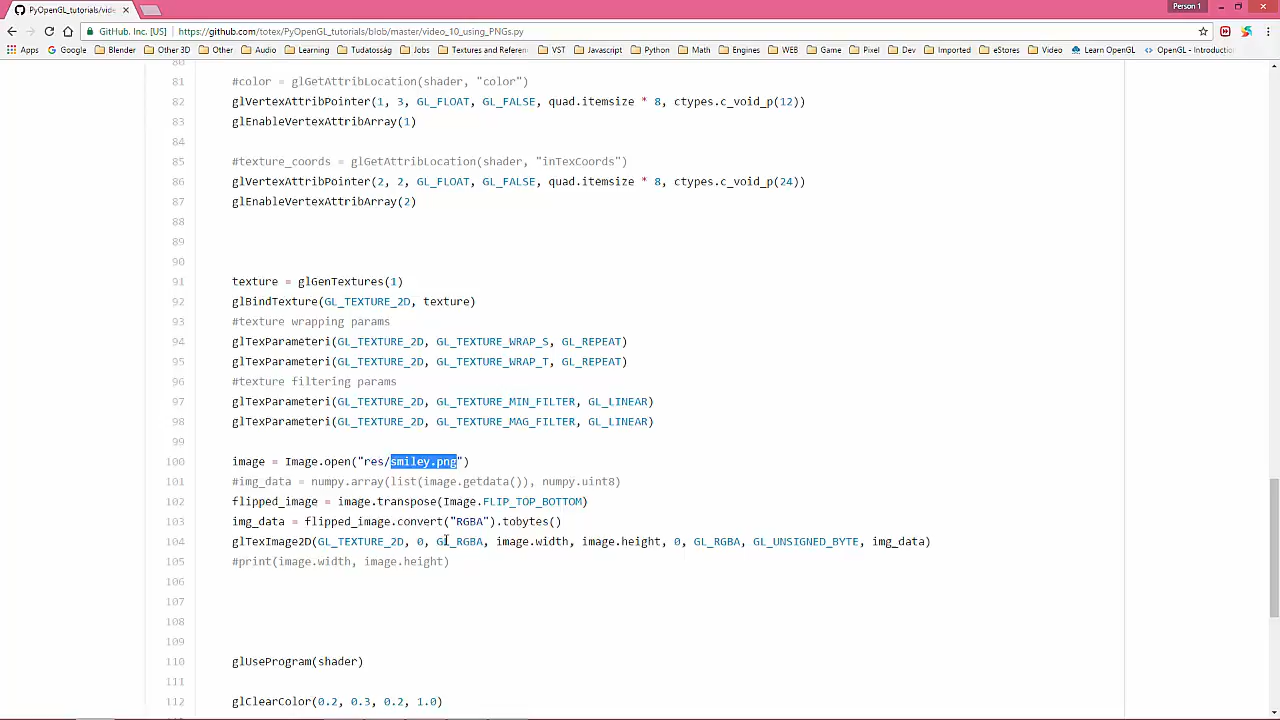 PyOpenGL_tutorials/vide
Person 1
GitHub, Inc. [US]
https://github.com/totex/PyOpenGL_tutorials/blob/master/video_10_using_PNGs.py
Apps Google Blender Other 3D Other Audio Learning Tudatosság Jobs Textures and Referen VST Javascript Python Math Engines WEB Game Pixel Dev Imported eStores Video Learn OpenGL OpenGL - Introductio
80
81 #color = glGetAttribLocation(shader, "color")
82 glVertexAttribPointer(1, 3, GL_FLOAT, GL_FALSE, quad.itemsize * 8, ctypes.c_void_p(12))
83 glEnableVertexAttribArray(1)
84
85 #texture_coords = glGetAttribLocation(shader, "inTexCoords")
86 glVertexAttribPointer(2, 2, GL_FLOAT, GL_FALSE, quad.itemsize * 8, ctypes.c_void_p(24))
87 glEnableVertexAttribArray(2)
88
89
90
91 texture = glGenTextures(1)
92 glBindTexture(GL_TEXTURE_2D, texture)
93 #texture wrapping params
94 glTexParameteri(GL_TEXTURE_2D, GL_TEXTURE_WRAP_S, GL_REPEAT)
95 glTexParameteri(GL_TEXTURE_2D, GL_TEXTURE_WRAP_T, GL_REPEAT)
96 #texture filtering params
97 glTexParameteri(GL_TEXTURE_2D, GL_TEXTURE_MIN_FILTER, GL_LINEAR)
98 glTexParameteri(GL_TEXTURE_2D, GL_TEXTURE_MAG_FILTER, GL_LINEAR)
99
100 image = Image.open("res/smiley.png")
101 #img_data = numpy.array(list(image.getdata()), numpy.uint8)
102 flipped_image = image.transpose(Image.FLIP_TOP_BOTTOM)
103 img_data = flipped_image.convert("RGBA").tobytes()
104 glTexImage2D(GL_TEXTURE_2D, 0, GL_RGBA, image.width, image.height, 0, GL_RGBA, GL_UNSIGNED_BYTE, img_data)
105 #print(image.width, image.height)
106
107
108
109
110 glUseProgram(shader)
111
112 glClearColor(0.2, 0.3, 0.2, 1.0)